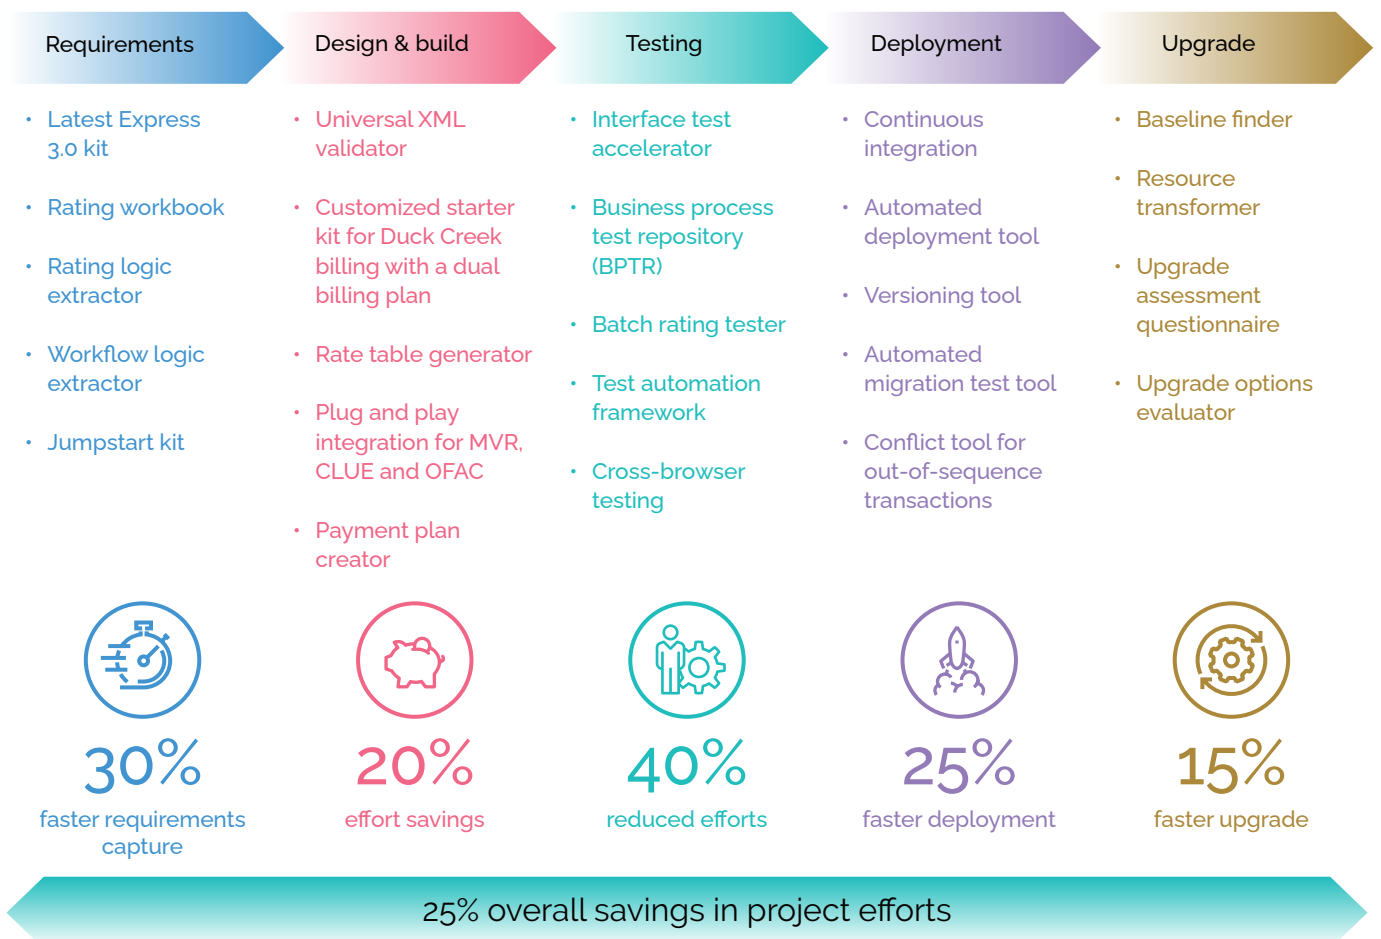 Requirements
Latest Express
3.0 kit
Rating workbook
Rating logic
extractor
Workflow logic
extractor
Jumpstart kit
30%
faster requirements
capture
Design & build
Universal XML
validator
Customized starter
kit for Duck Creek
billing with a dual
billing plan
Rate table generator
Plug and play
integration for MVR,
CLUE and OFAC
Payment plan
creator
20%
effort savings
Testing
Interface test
accelerator
Business process
test repository
(BPTR)
Batch rating tester
Test automation
framework
Cross-browser
testing
40%
reduced efforts
Deployment
Continuous
integration
Automated
deployment tool
Versioning tool
Automated
migration test tool
Conflict tool for
out-of-sequence
transactions
25%
faster deployment
Upgrade
Baseline finder
Resource
transformer
Upgrade
assessment
questionnaire
Upgrade options
evaluator
15%
faster upgrade
25% overall savings in project efforts